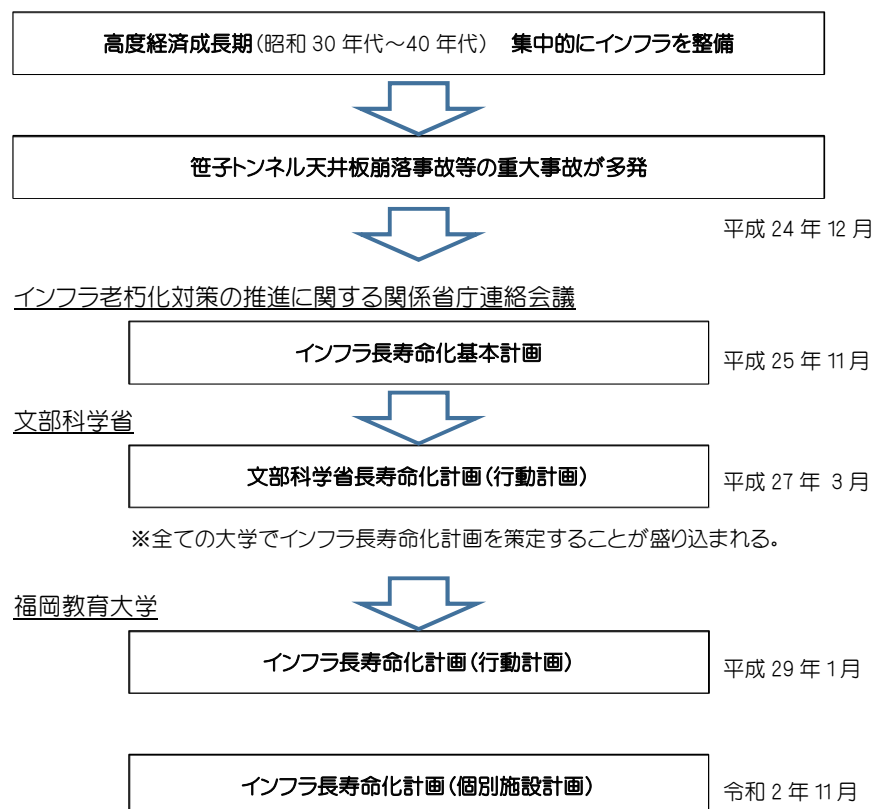 高度経済成長期(昭和 30 年代～40 年代) 集中的にインフラを整備
笹子トンネル天井板崩落事故等の重大事故が多発
平成 24 年 12 月
インフラ老朽化対策の推進に関する関係省庁連絡会議
インフラ長寿命化基本計画
平成 25 年 11 月
文部科学省
文部科学省長寿命化計画(行動計画)
平成 27 年 3 月
※全ての大学でインフラ長寿命化計画を策定することが盛り込まれる。
福岡教育大学
インフラ長寿命化計画(行動計画)
平成 29 年 1 月
インフラ長寿命化計画(個別施設計画)
令和 2 年 11 月